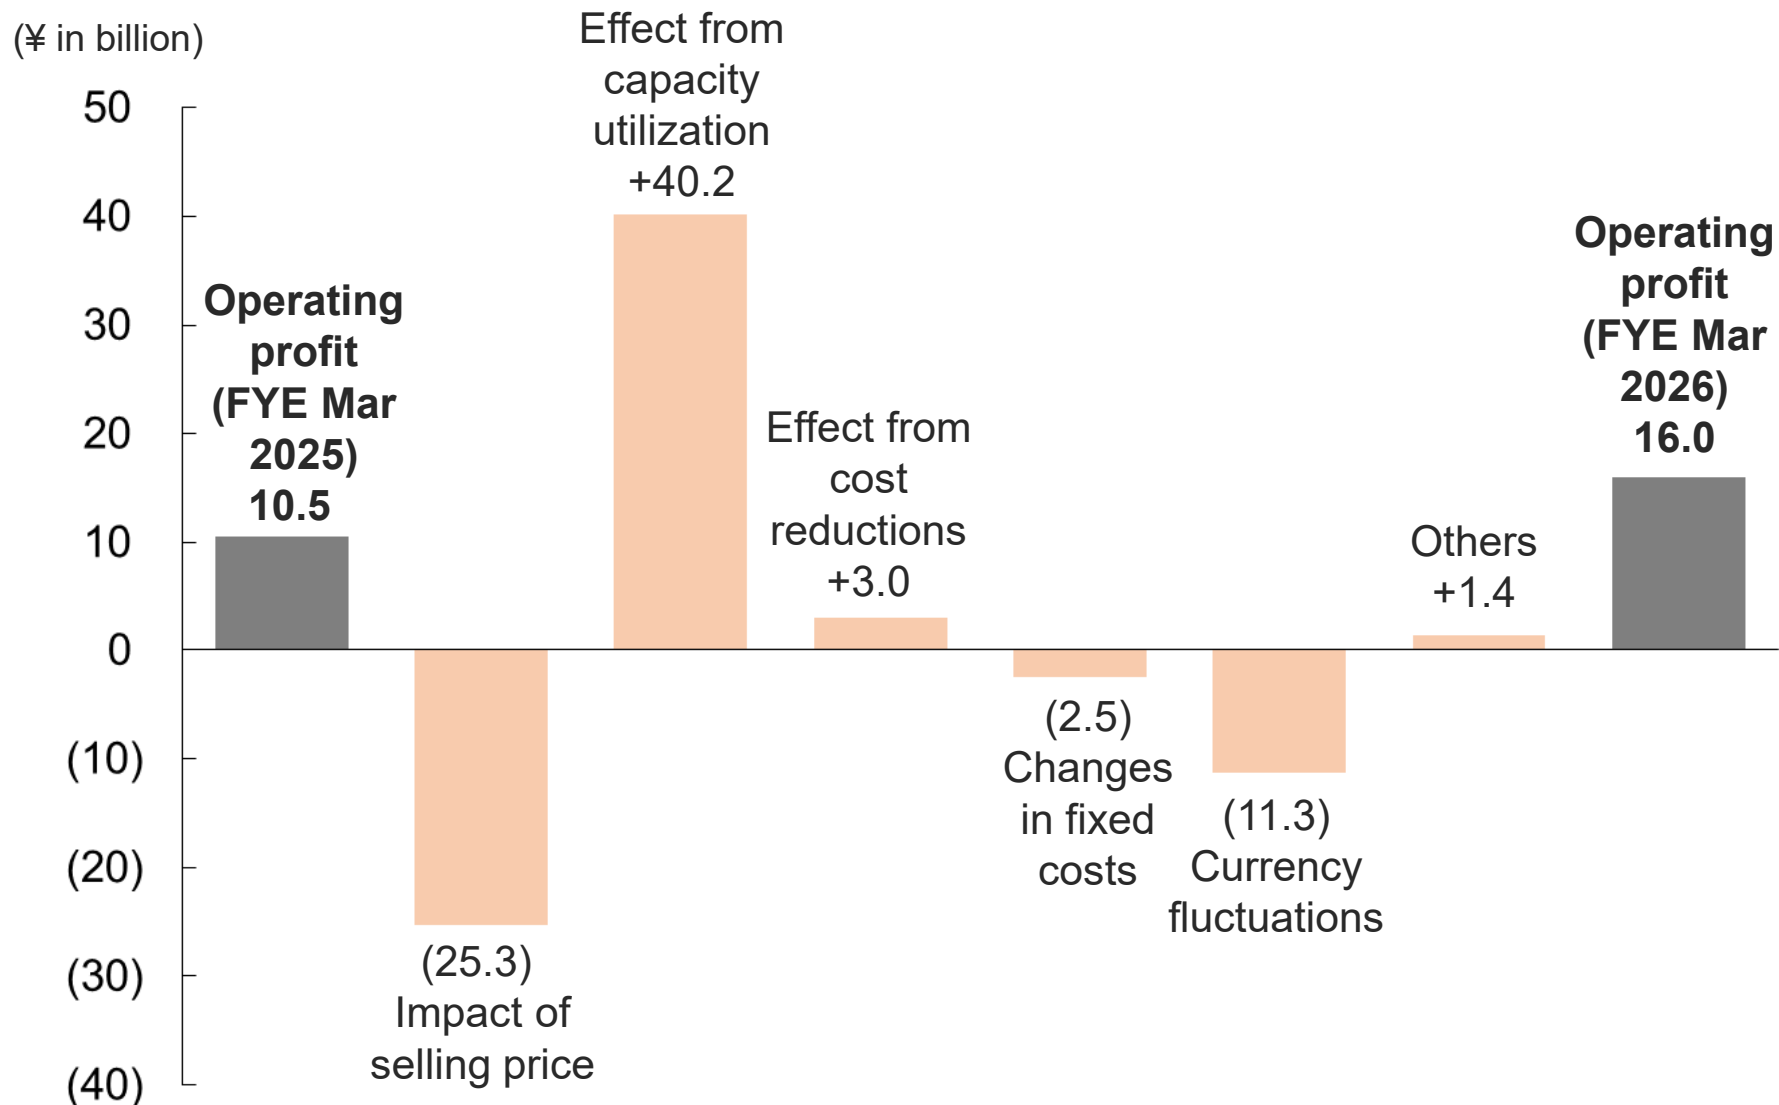 (¥ in billion)
50
40
30
20
10
0
(10)
(20)
(30)
(40)
Operating
profit
(FYE Mar
2025)
10.5
(25.3)
Impact of
selling price
Effect from
capacity
utilization
+40.2
Effect from
cost
reductions
+3.0
(2.5)
Changes
in fixed
costs
(11.3)
Currency
fluctuations
Others
+1.4
Operating
profit
(FYE Mar
2026)
16.0